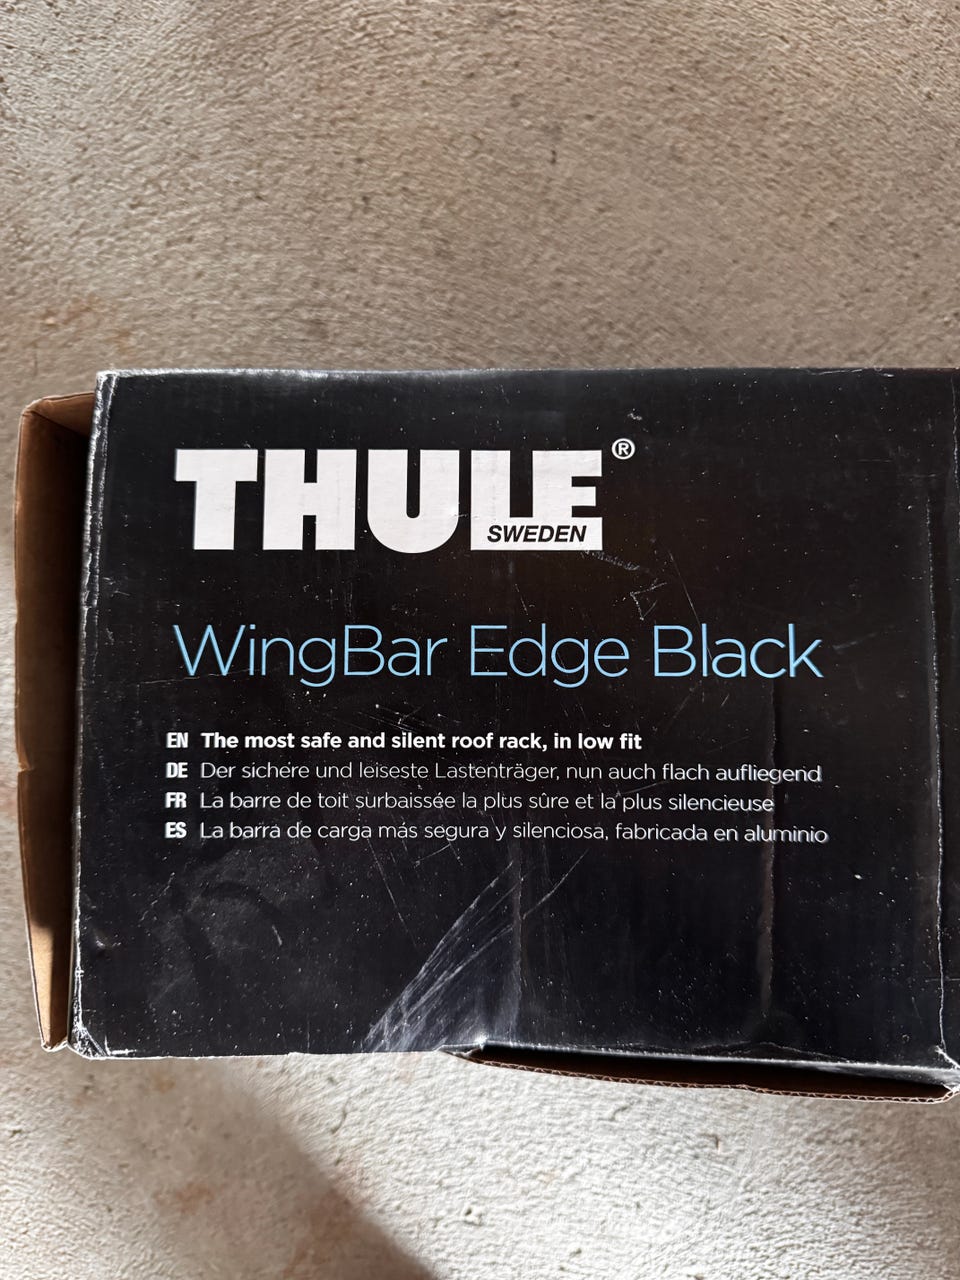 THULE®
SWEDEN
WingBar Edge Black
EN The most safe and silent roof rack, in low fit
DE Der sichere und leiseste Lastenträger, nun auch flach aufliegend
FR La barre de toit surbaissée la plus sûre et la plus silencieuse
ES La barra de carga más segura y silenciosa, fabricada en aluminio